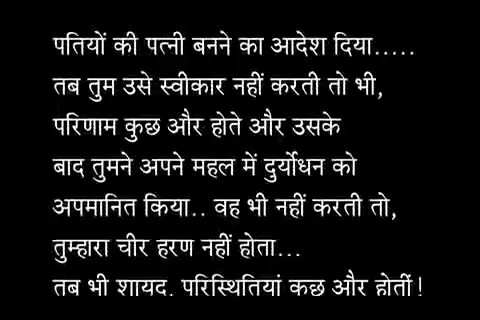 पतियों की पत्नी बनने का आदेश दिया.....
तब तुम उसे स्वीकार नहीं करती तो भी,
परिणाम कुछ और होते और उसके
बाद तुमने अपने महल में दुर्योधन को
अपमानित किया.. वह भी नहीं करती तो,
तुम्हारा चीर हरण नहीं होता...
तब भी शायद, परिस्थितियां कुछ और होतीं!